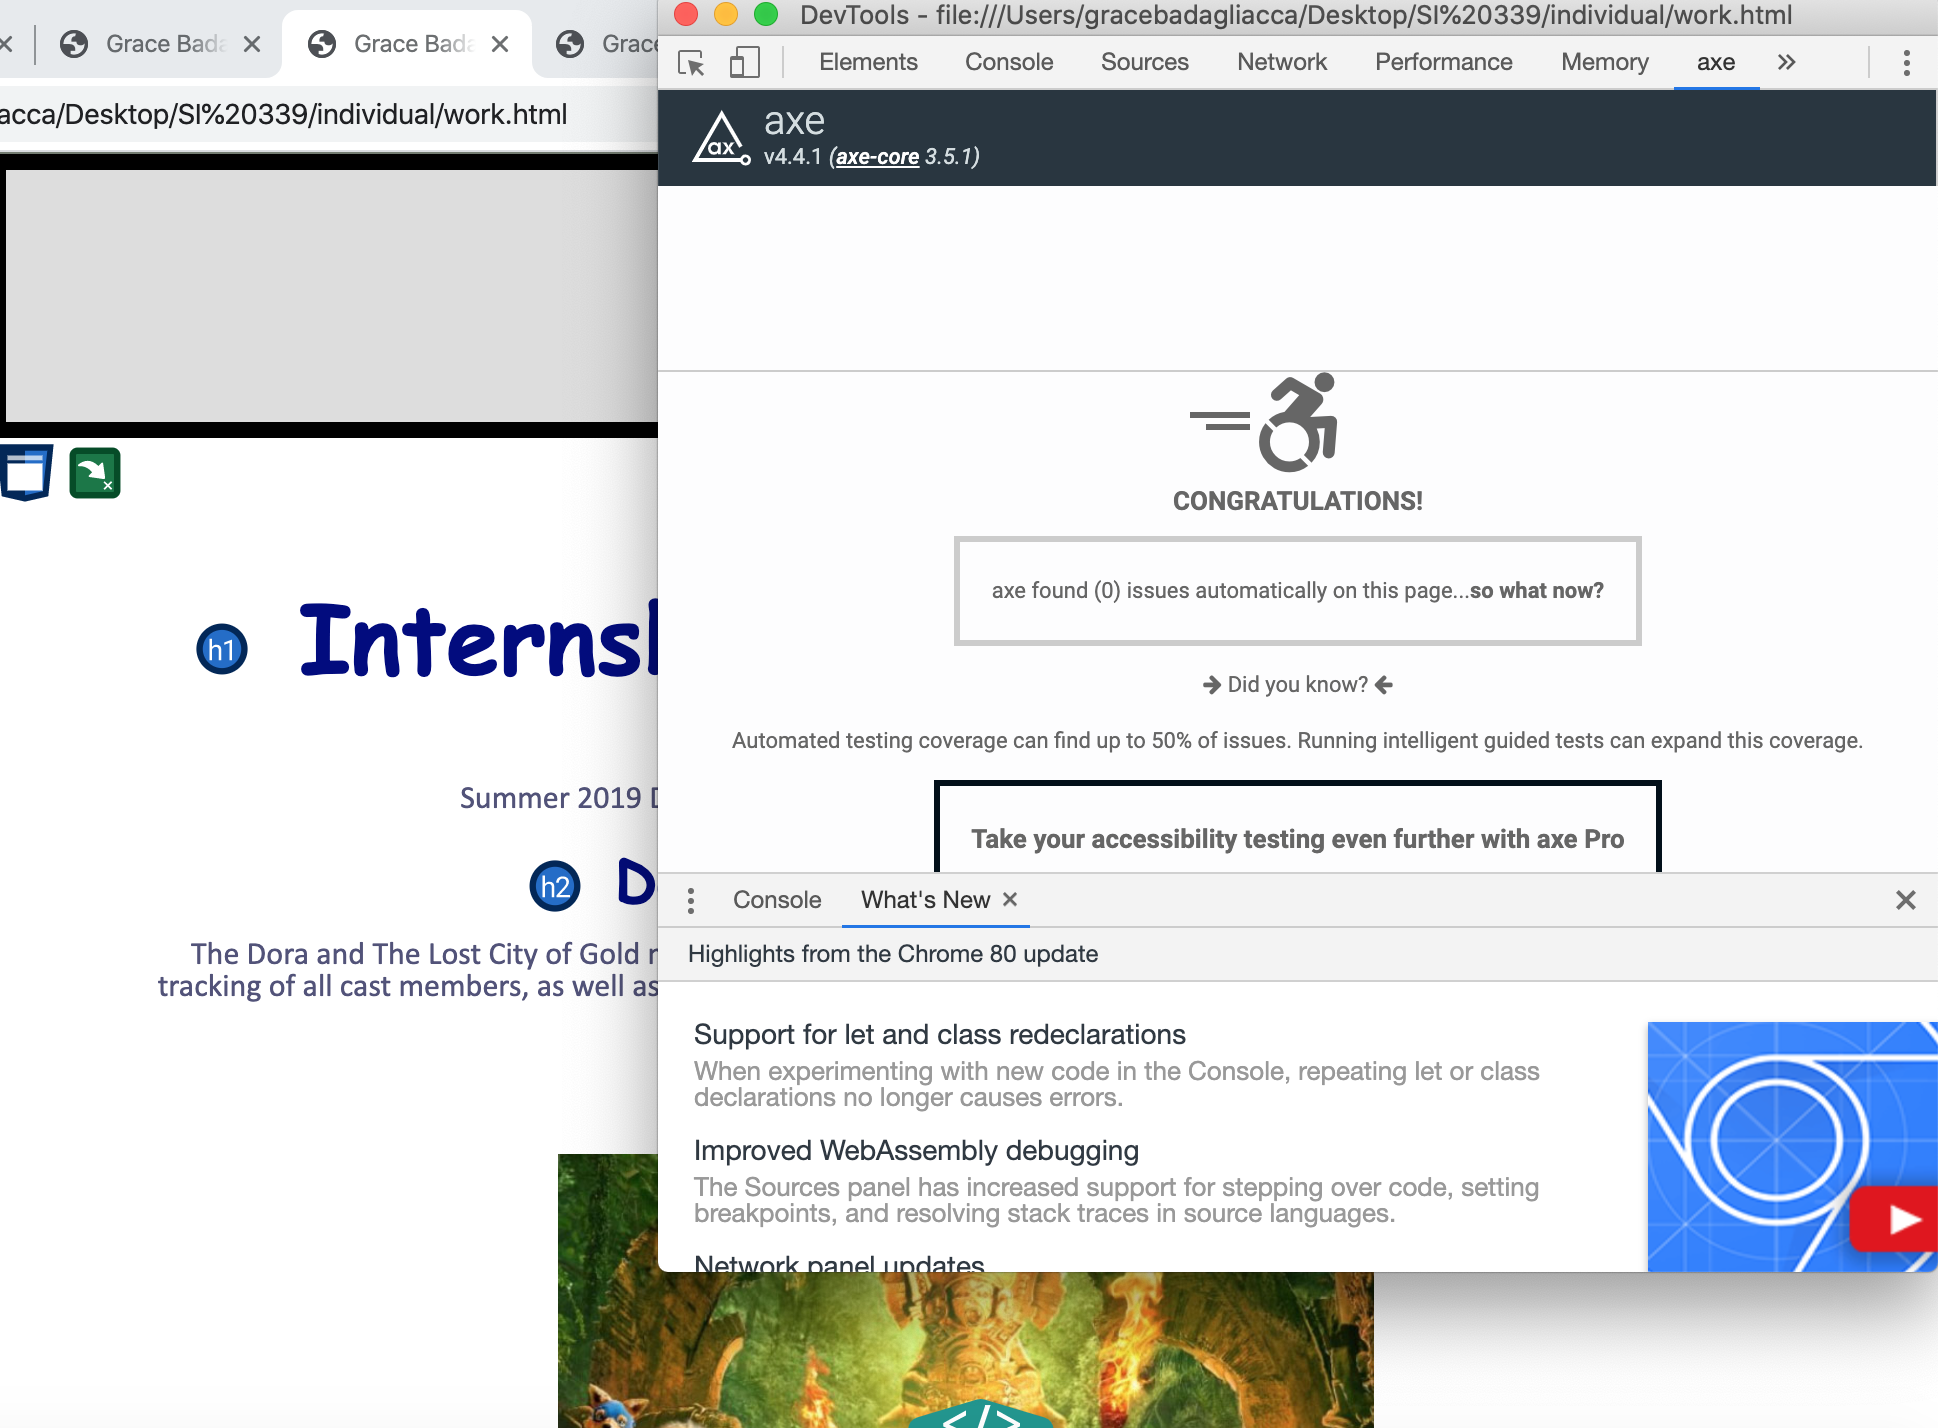 Grace Bada
Grace Bada
Grace
acca/Desktop/SI%20339/individual/work.html
h1
Summer 2019
h2
The Dora and The Lost City of Gold
tracking of all cast members, as well as
DevTools - file:///Users/gracebadagliacca/Desktop/SI%20339/individual/work.html
Elements Console Sources Network Performance Memory axe »
ax
axe
v4.4.1 (axe-core 3.5.1)
CONGRATULATIONS!
axe found (0) issues automatically on this page...so what now?
Did you know?
Automated testing coverage can find up to 50% of issues. Running intelligent guided tests can expand this coverage.
Take your accessibility testing even further with axe Pro
Console What's New
Highlights from the Chrome 80 update
Support for let and class redeclarations
When experimenting with new code in the Console, repeating let or class
declarations no longer causes errors.
Improved WebAssembly debugging
The Sources panel has increased support for stepping over code, setting
breakpoints, and resolving stack traces in source languages.
Network panel updates